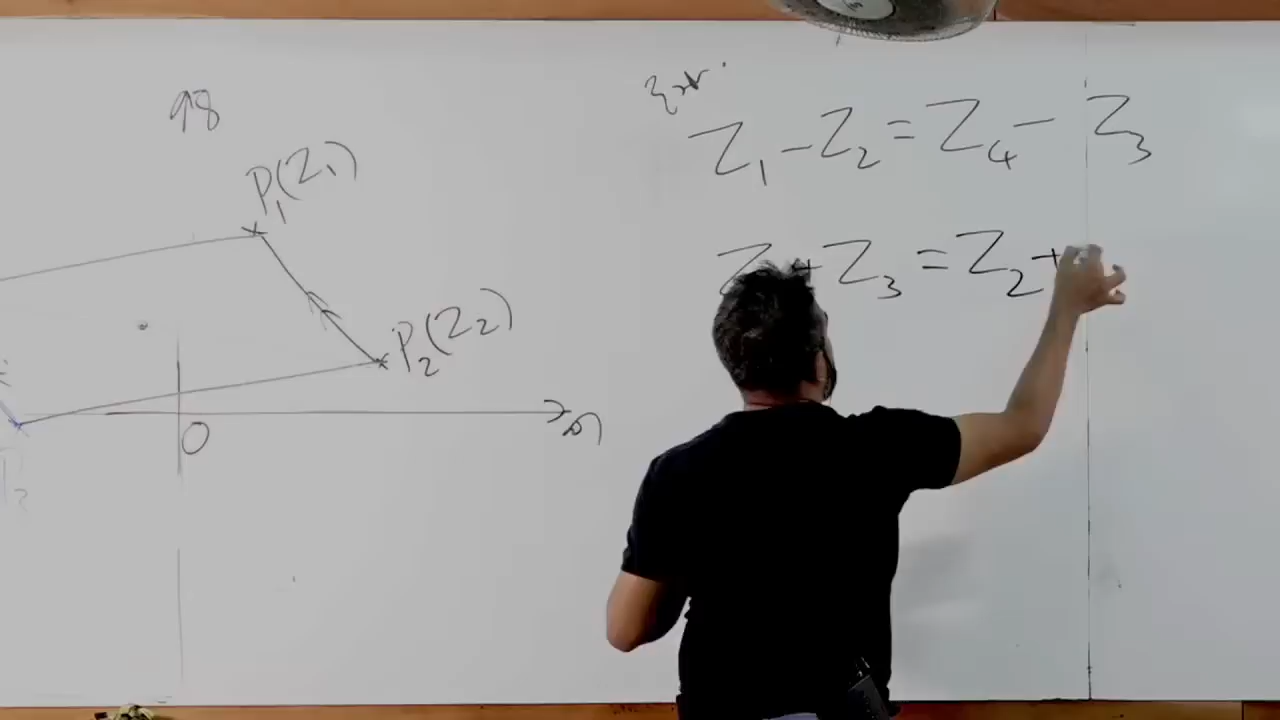 98
P₁(Z₁)
P₂(Z₂)
O
Z₁ - Z₂ = Z₄ - Z₃
Z + Z₃ = Z₂ +